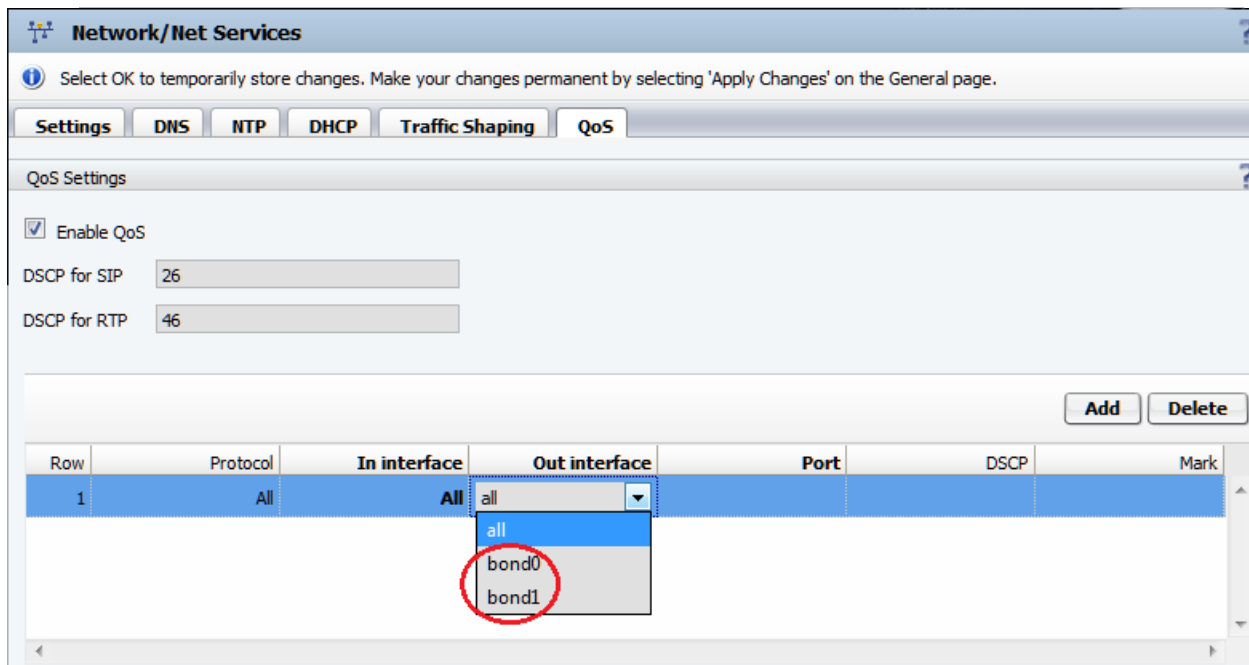 Network/Net Services
Select OK to temporarily store changes. Make your changes permanent by selecting 'Apply Changes' on the General page.
Settings DNS NTP DHCP Traffic Shaping QoS
QoS Settings
Enable QoS
DSCP for SIP 26
DSCP for RTP 46
Add Delete
Row Protocol In interface Out interface Port DSCP Mark
1 All All all
all
bond0
bond1